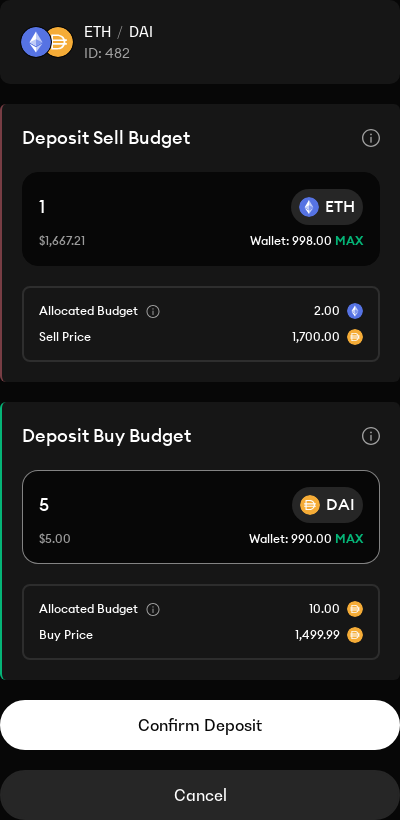 ETH / DAI
ID: 482
Deposit Sell Budget
1 ETH
$1,667.21 Wallet: 998.00 MAX
Allocated Budget 2.00
Sell Price 1,700.00
Deposit Buy Budget
5 DAI
$5.00 Wallet: 990.00 MAX
Allocated Budget 10.00
Buy Price 1,499.99
Confirm Deposit
Cancel